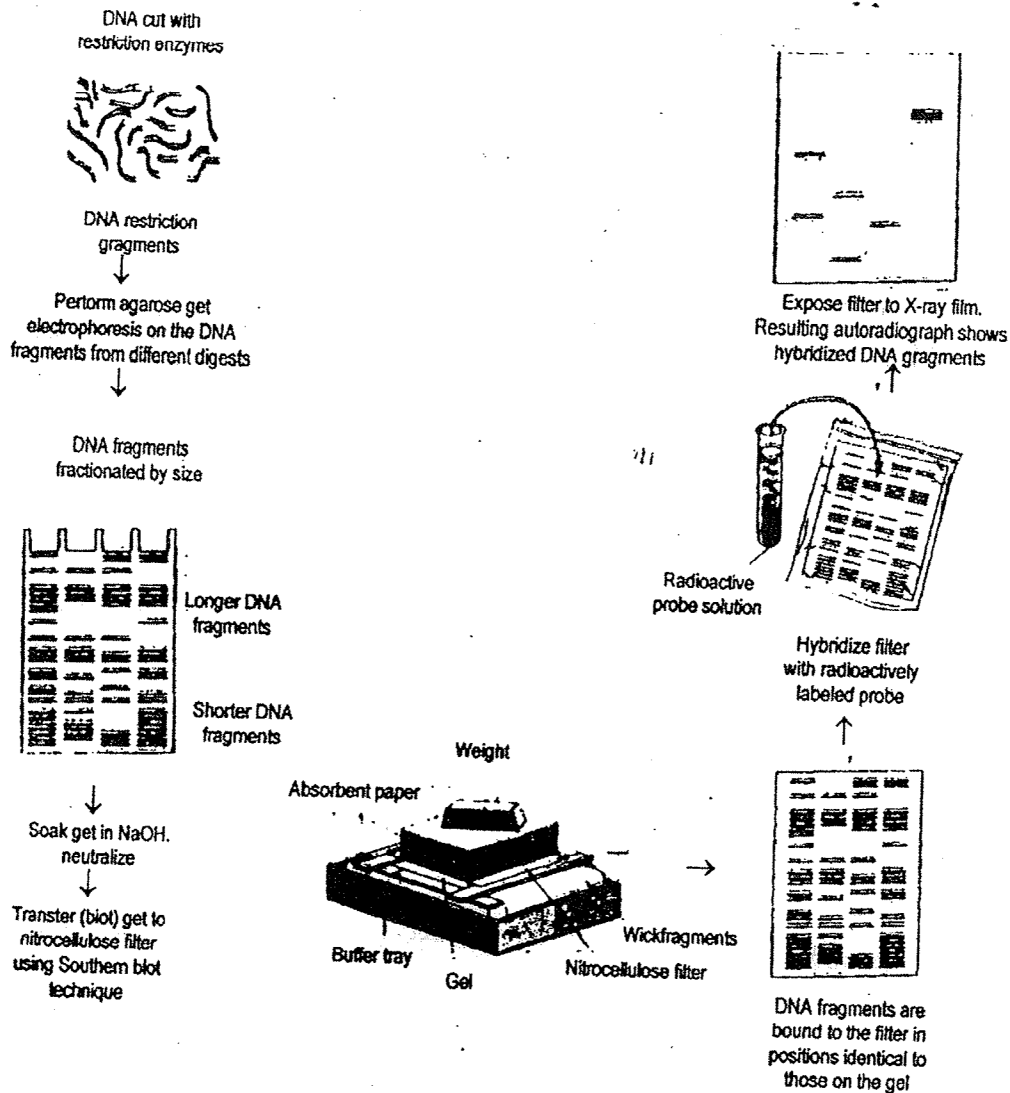 DNA cut with
restriction enzymes
DNA restriction
gragments
Pertorm agarose get
electrophoresis on the DNA
fragments from different digests
DNA fragments
fractionated by size
Longer DNA
fragments
Shorter DNA
fragments
Soak get in NaOH.
neutralize
Transter (biot) get to
nitrocellulose filter
using Southern blot
technique
Weight
Absorbent paper
Buffer tray
Gel
Nitrocellulose filter
Wickfragments
DNA fragments are
bound to the filter in
positions identical to
those on the gel
Hybridize filter
with radioactively
labeled probe
Radioactive
probe solution
Expose filter to X-ray film.
Resulting autoradiograph shows
hybridized DNA gragments